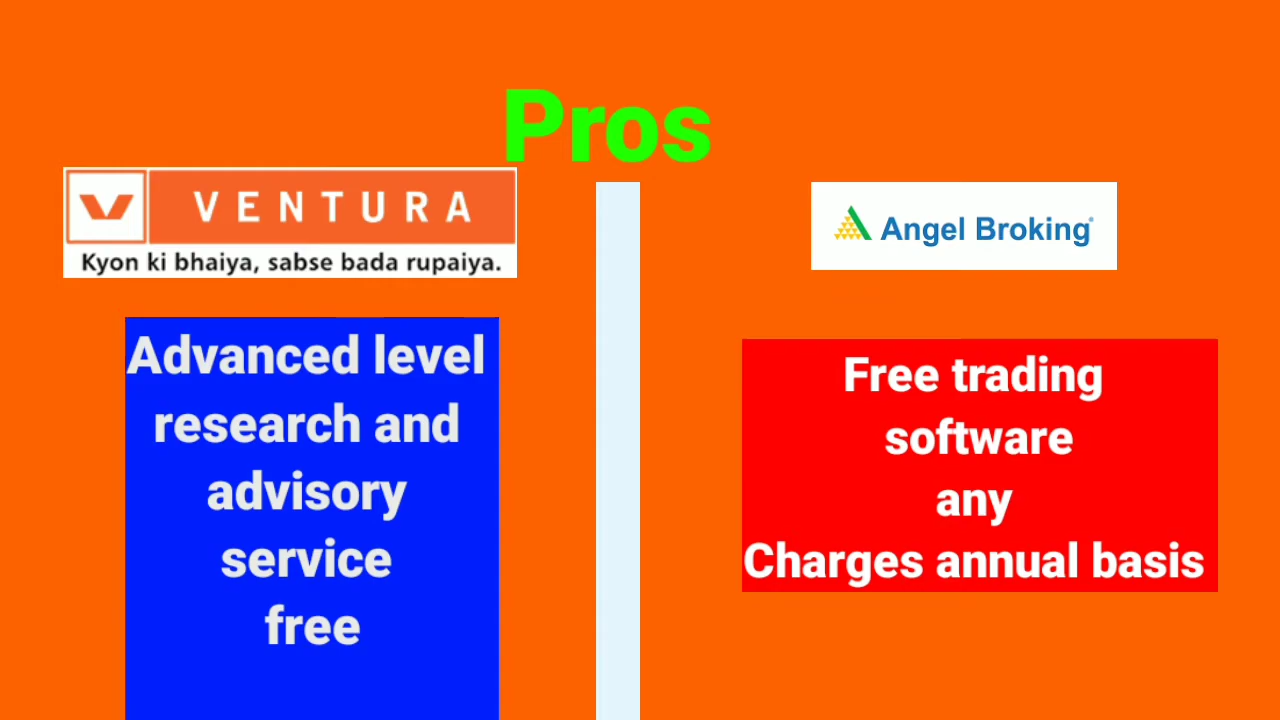 Pros
VENTURA
Kyon ki bhaiya, sabse bada rupaiya.
Angel Broking
Advanced level
research and
advisory
service
free
Free trading
software
any
Charges annual basis